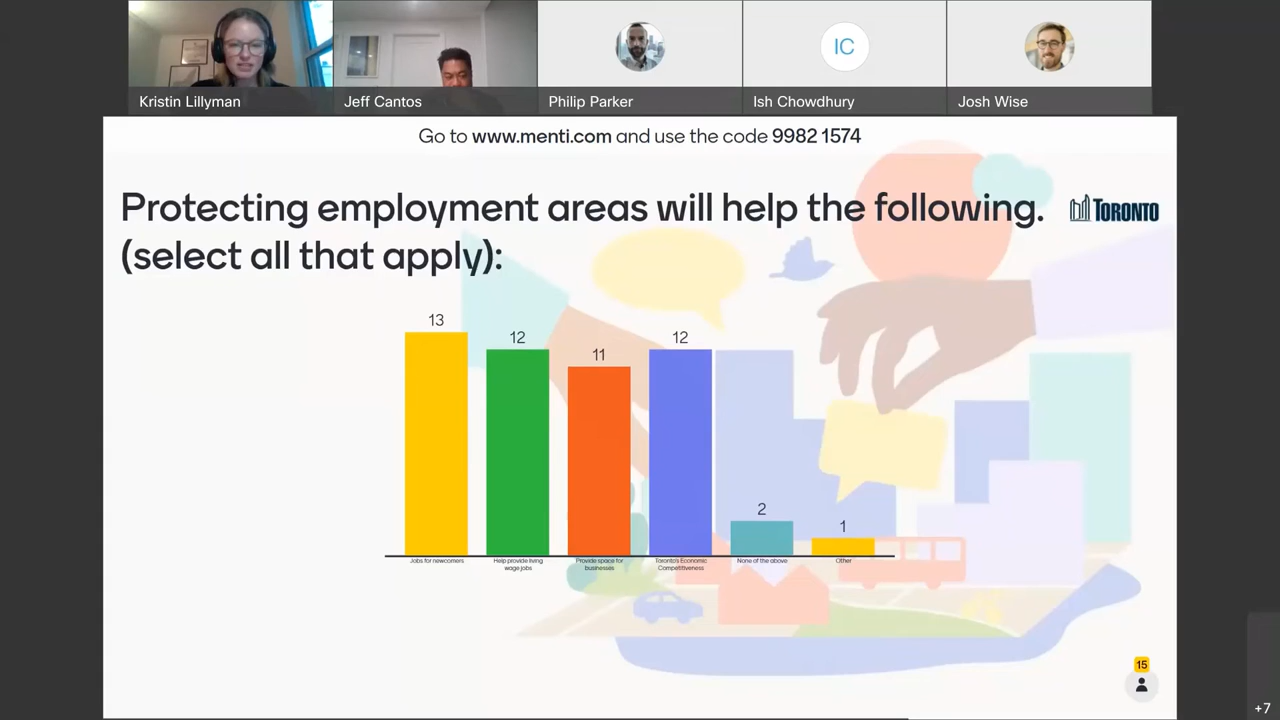 Kristin Lillyman
Jeff Cantos
Philip Parker
IC
Ish Chowdhury
Josh Wise
Go to www.menti.com and use the code 9982 1574
Protecting employment areas will help the following.
(select all that apply):
TORONTO
13
12
11
12
2
1
Jobs for newcomers
Help provide living
wage jobs
Provide space for
businesses
Toronto's Economic
Competitiveness
None of the above
Other
15
+7